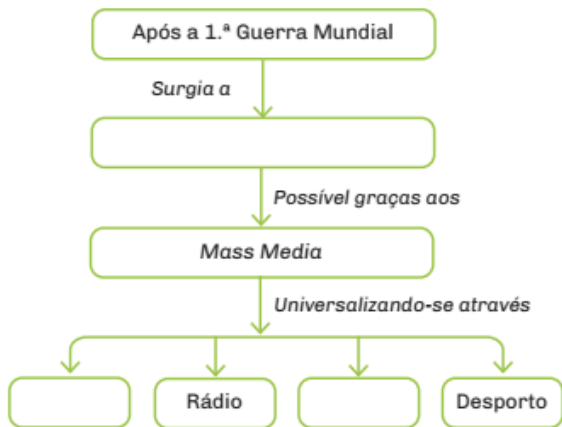 Após a 1.ª Guerra Mundial
Surgia a
Possível graças aos
Mass Media
Universalizando-se através
Rádio
Desporto